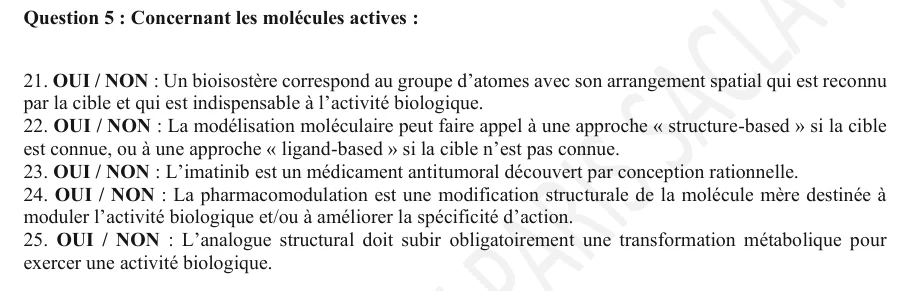 Question 5 : Concernant les molécules actives :
21. OUI / NON : Un bioisostère correspond au groupe d'atomes avec son arrangement spatial qui est reconnu
par la cible et qui est indispensable à l'activité biologique.
22. OUI / NON : La modélisation moléculaire peut faire appel à une approche « structure-based » si la cible
est connue, ou à une approche « ligand-based » si la cible n'est pas connue.
23. OUI / NON : L'imatinib est un médicament antitumoral découvert par conception rationnelle.
24. OUI / NON : La pharmacomodulation est une modification structurale de la molécule mère destinée à
moduler l'activité biologique et/ou à améliorer la spécificité d'action.
25. OUI / NON : L'analogue structural doit subir obligatoirement une transformation métabolique pour
exercer une activité biologique.
PARIS SACLA